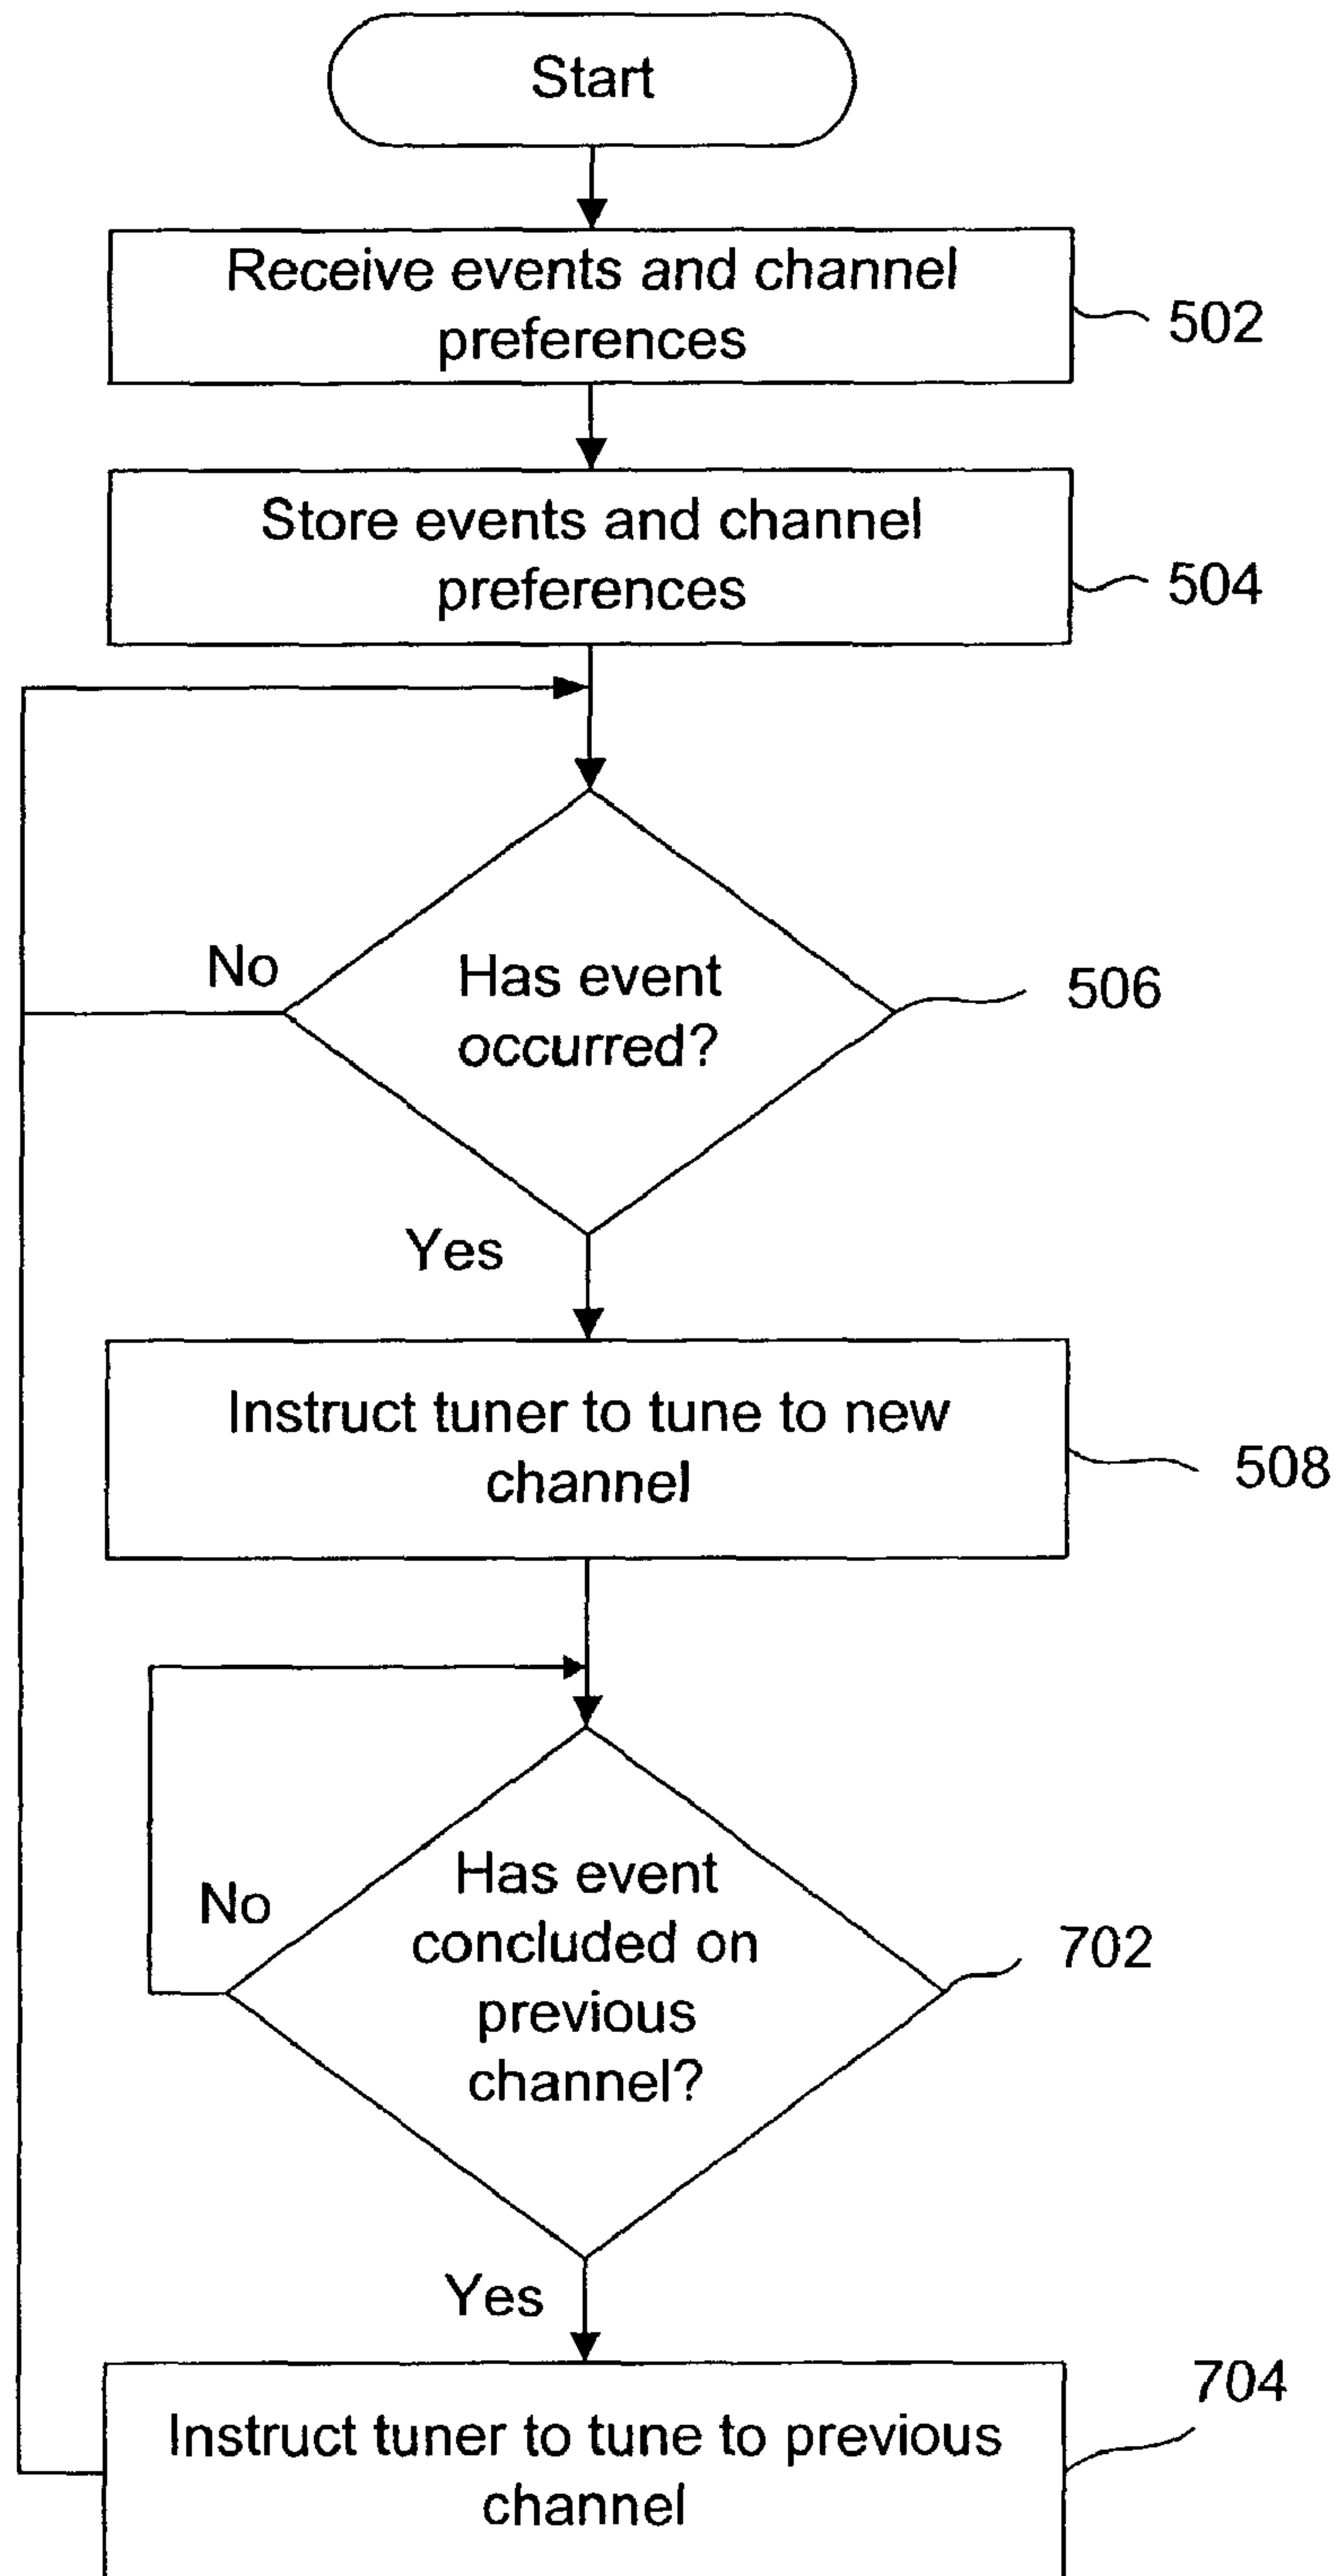 Start
Receive events and channel
preferences
502
Store events and channel
preferences
504
No
Has event
occurred?
506
Yes
Instruct tuner to tune to new
channel
508
No
Has event
concluded on
previous
channel?
702
Yes
704
Instruct tuner to tune to previous
channel